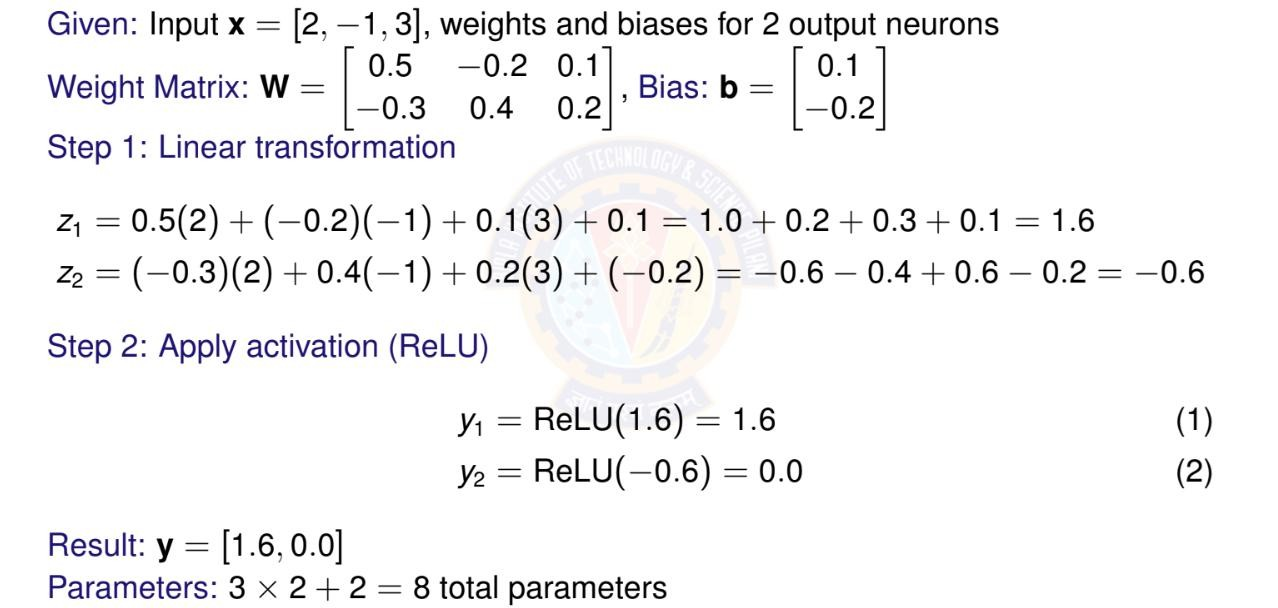 Given: Input x = [2, −1, 3], weights and biases for 2 output neurons
Weight Matrix: W = [0.5 −0.2 0.1; −0.3 0.4 0.2], Bias: b = [0.1; −0.2]
Step 1: Linear transformation
z₁ = 0.5(2) + (−0.2)(−1) + 0.1(3) + 0.1 = 1.0 + 0.2 + 0.3 + 0.1 = 1.6
z₂ = (−0.3)(2) + 0.4(−1) + 0.2(3) + (−0.2) = −0.6 − 0.4 + 0.6 − 0.2 = −0.6
Step 2: Apply activation (ReLU)
y₁ = ReLU(1.6) = 1.6 (1)
y₂ = ReLU(−0.6) = 0.0 (2)
Result: y = [1.6, 0.0]
Parameters: 3 × 2 + 2 = 8 total parameters